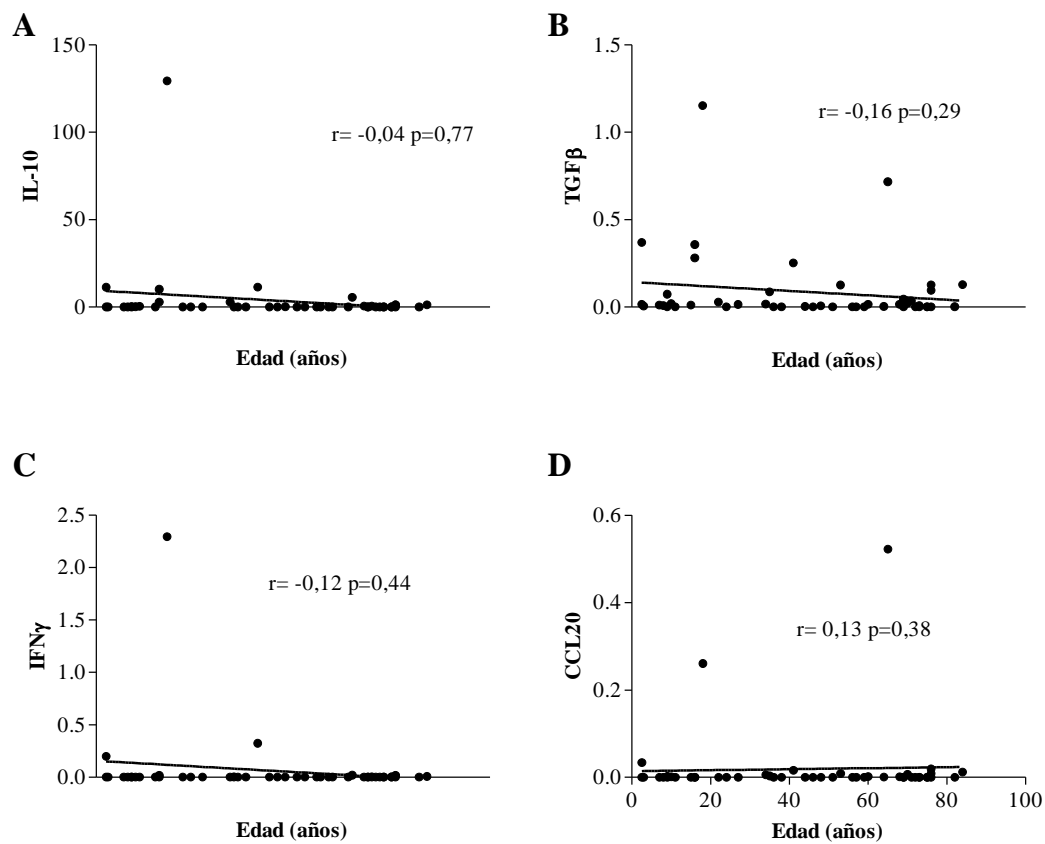 A
150
100
50
0
IL-10
r= -0,04 p=0,77
Edad (años)
B
1.5
1.0
0.5
0.0
TGFβ
r= -0,16 p=0,29
Edad (años)
C
2.5
2.0
1.5
1.0
0.5
0.0
IFNγ
r= -0,12 p=0,44
Edad (años)
D
0.6
0.4
0.2
0.0
CCL20
r= 0,13 p=0,38
0 20 40 60 80 100
Edad (años)